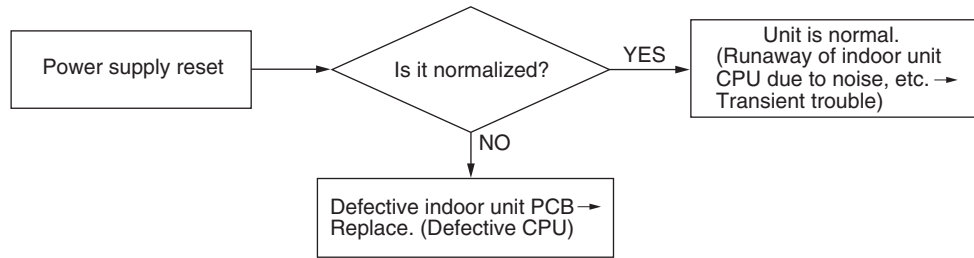 Power supply reset
Is it normalized?
YES
Unit is normal.
(Runaway of indoor unit
CPU due to noise, etc. →
Transient trouble)
NO
Defective indoor unit PCB →
Replace. (Defective CPU)